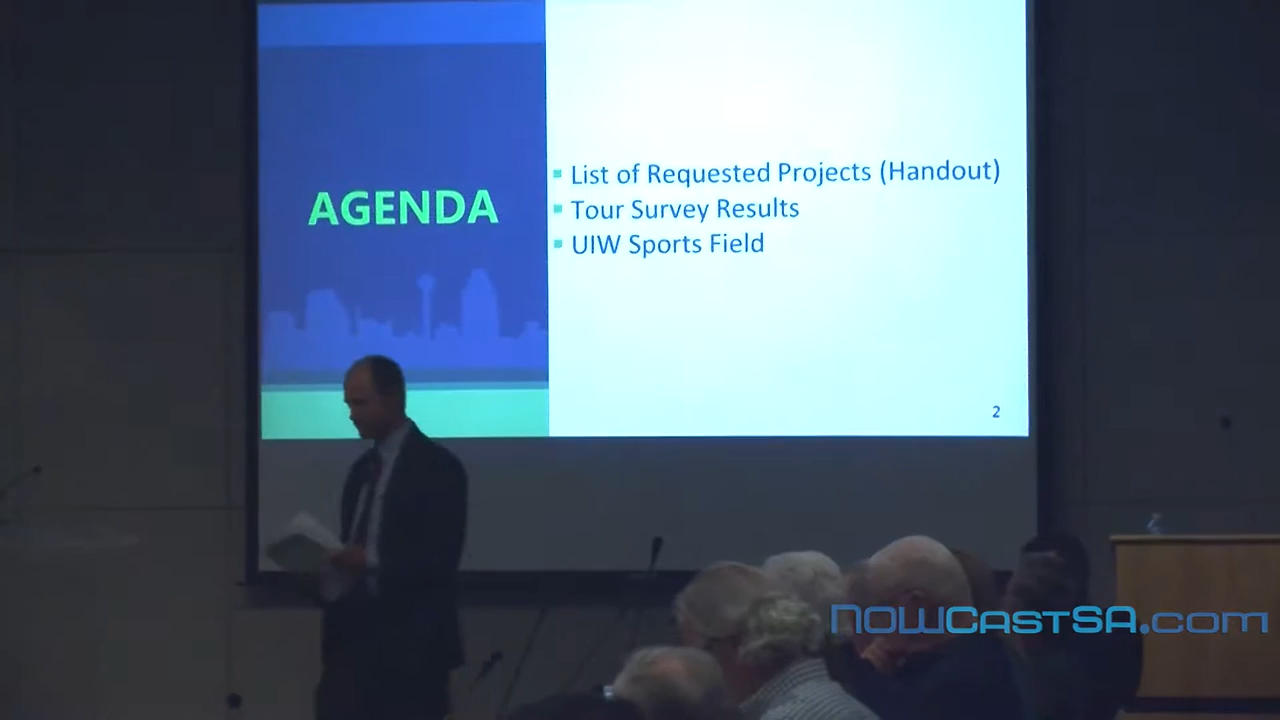 AGENDA
List of Requested Projects (Handout)
Tour Survey Results
UIW Sports Field
2
NOWCASTSA.COM